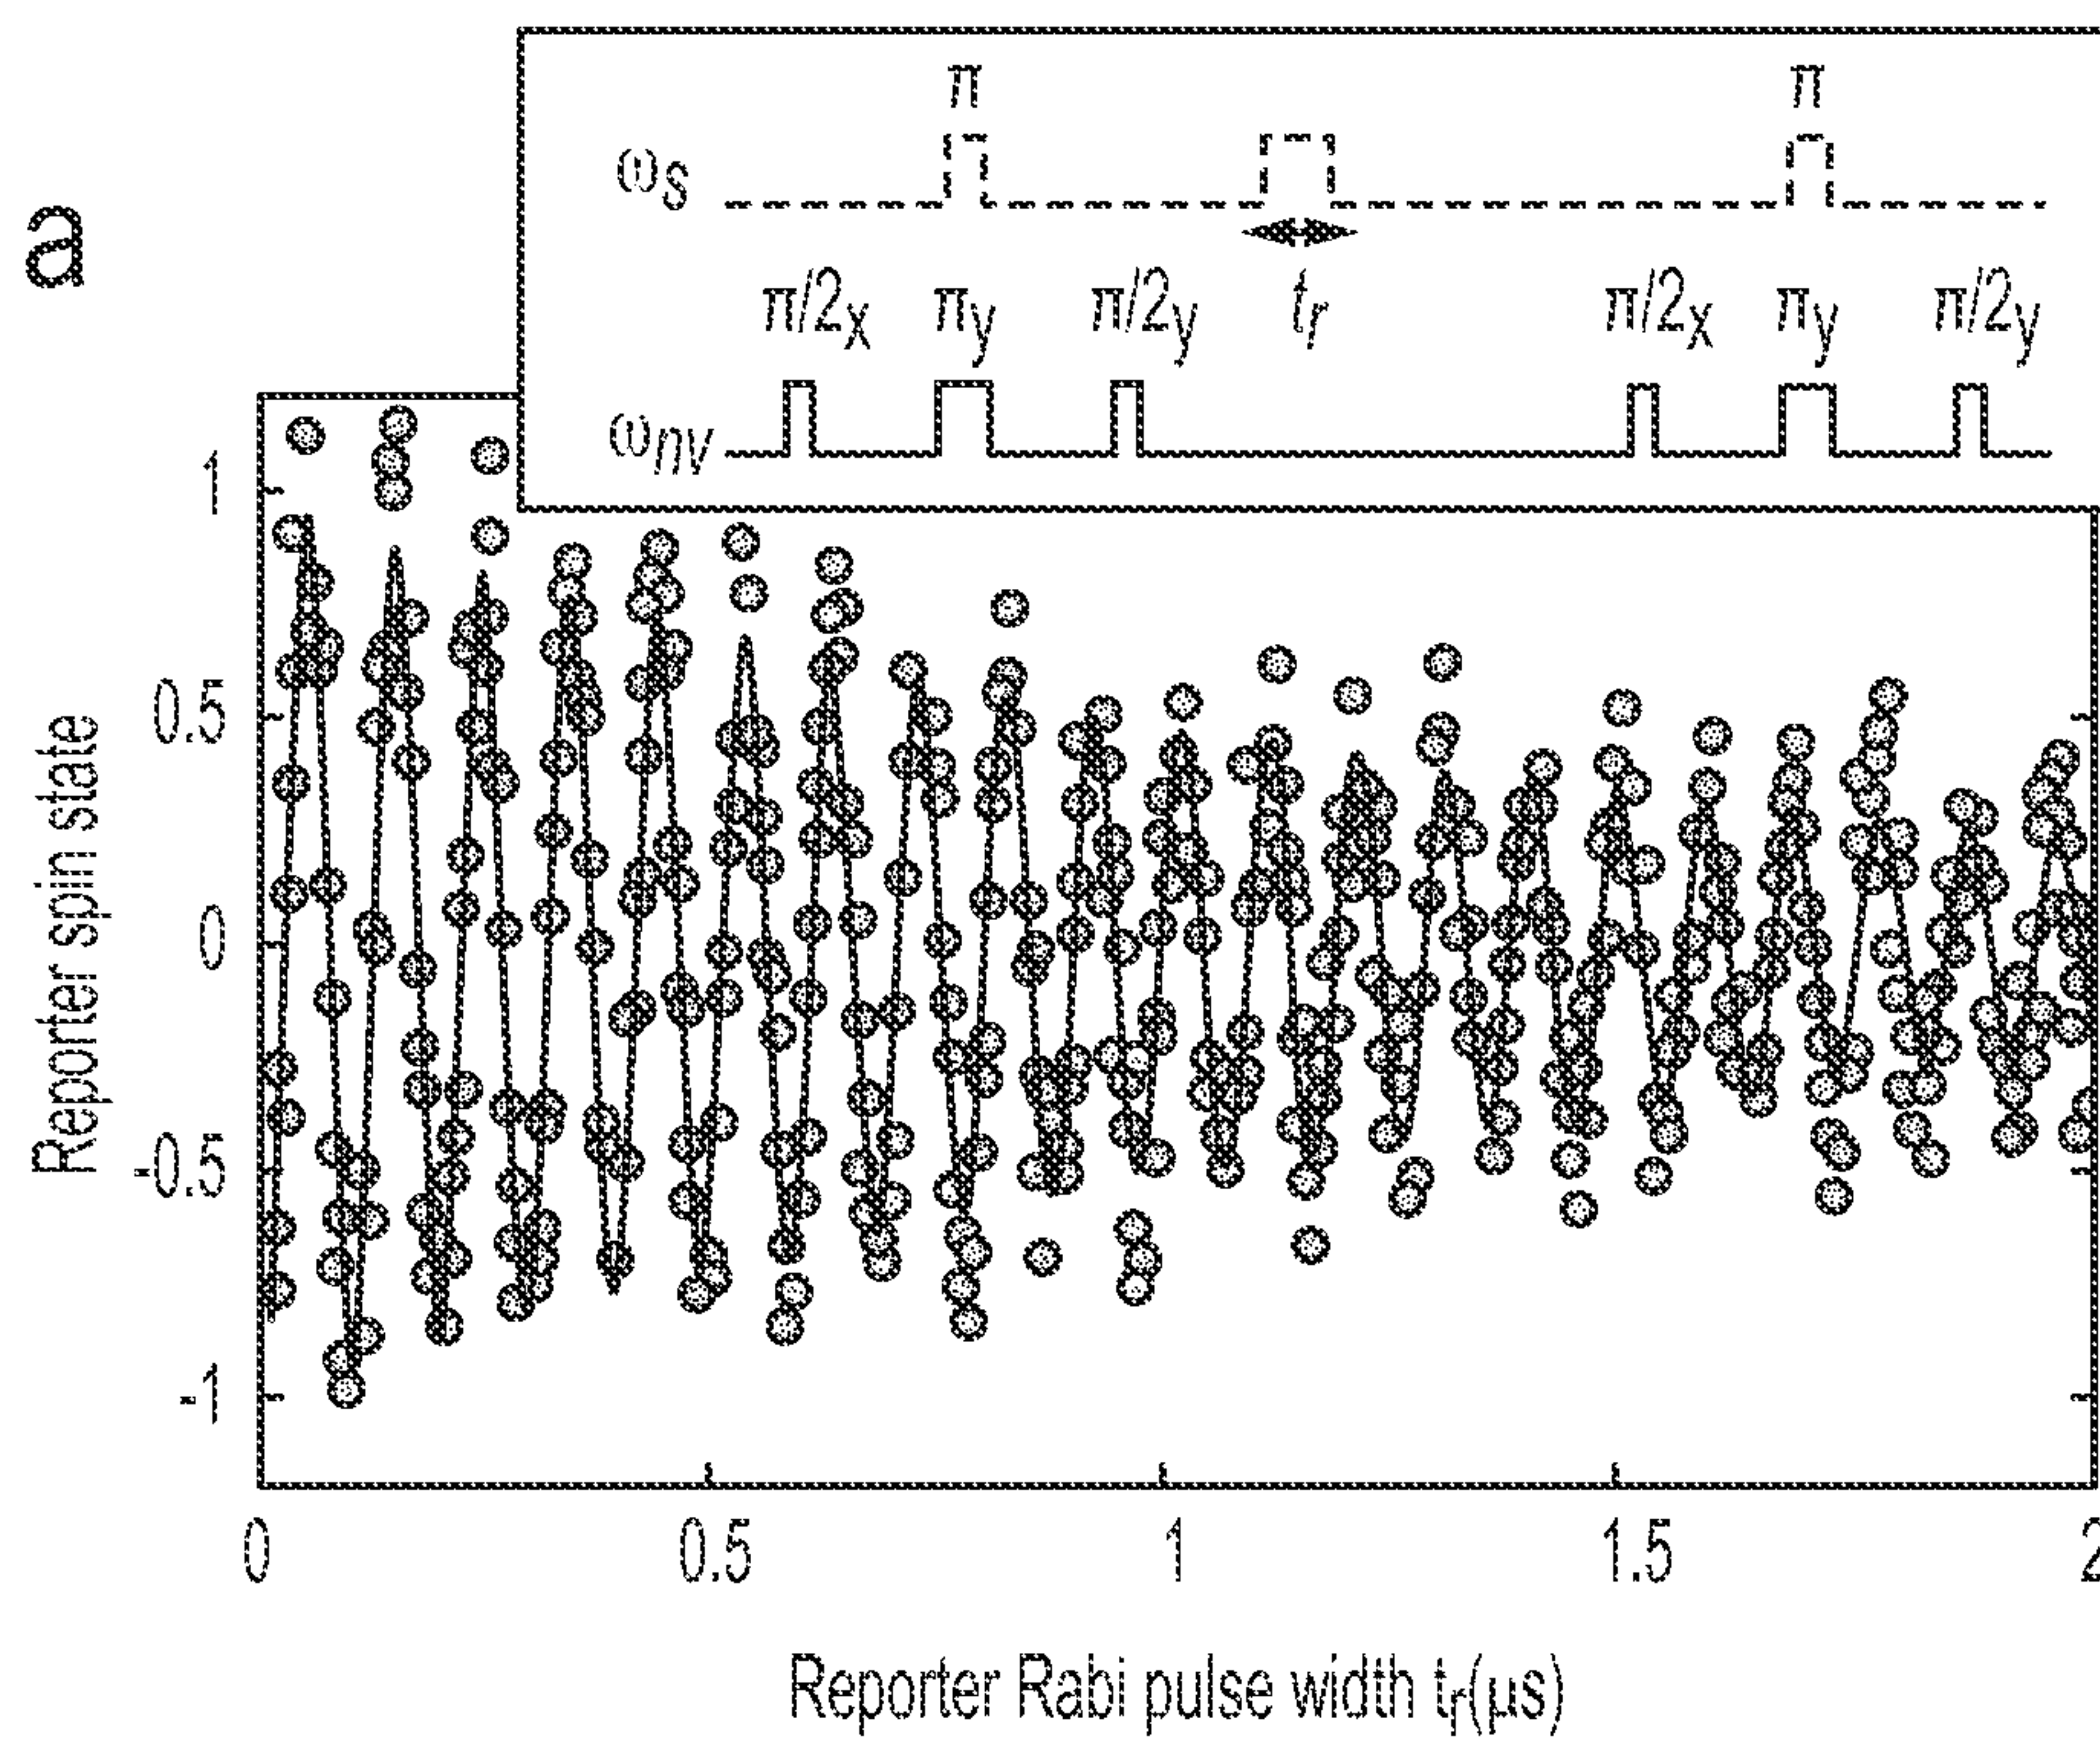 a
π π
ωs
π/2x πy π/2y tr π/2x πy π/2y
ωnv
1
0.5
0
-0.5
-1
Reporter spin state
0 0.5 1 1.5 2
Reporter Rabi pulse width tr(μs)